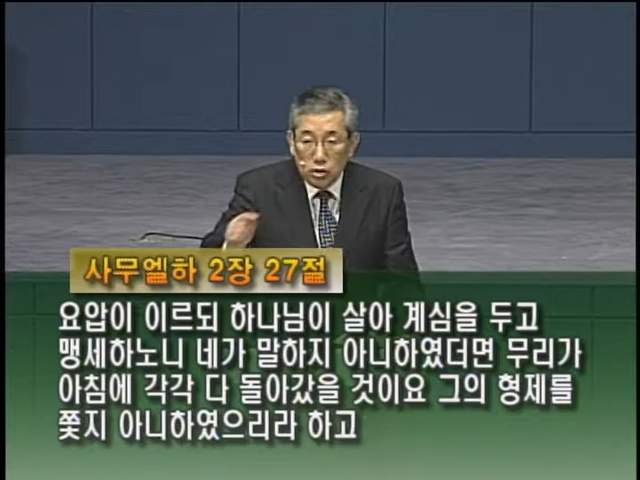 사무엘하 2장 27절
요압이 이르되 하나님이 살아 계심을 두고
맹세하노니 네가 말하지 아니하였더면 무리가
아침에 각각 다 돌아갔을 것이요 그의 형제를
쫓지 아니하였으리라 하고